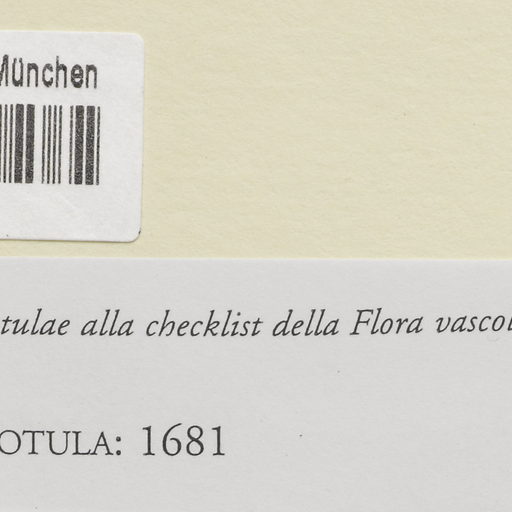 München
tulae alla checklist della Flora vascol
OTULA: 1681